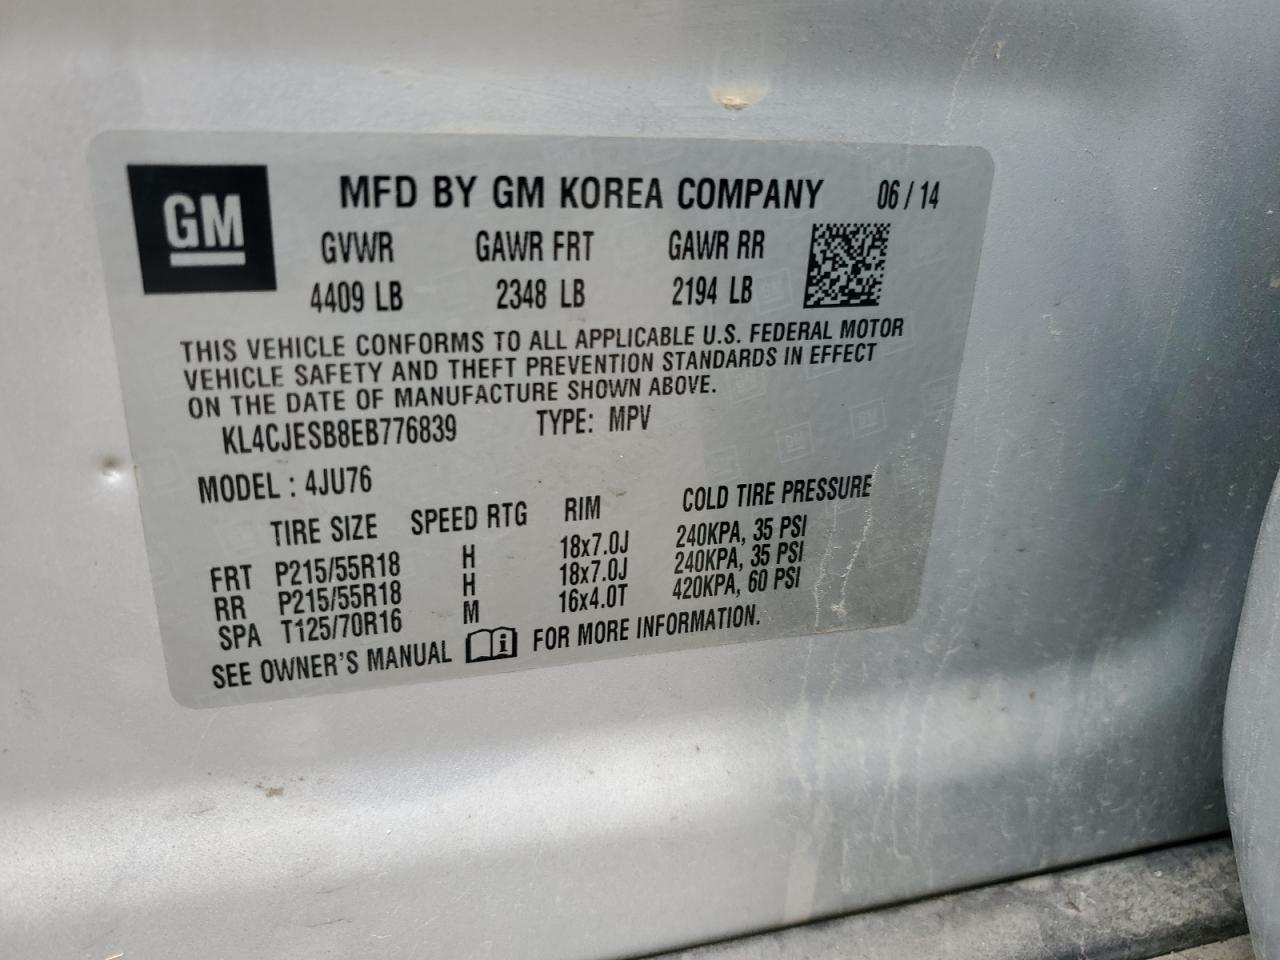 GM
MFD BY GM KOREA COMPANY 06 / 14
GVWR GAWR FRT GAWR RR
4409 LB 2348 LB 2194 LB
THIS VEHICLE CONFORMS TO ALL APPLICABLE U.S. FEDERAL MOTOR
VEHICLE SAFETY AND THEFT PREVENTION STANDARDS IN EFFECT
ON THE DATE OF MANUFACTURE SHOWN ABOVE.
KL4CJESB8EB776839 TYPE: MPV
MODEL : 4JU76
TIRE SIZE SPEED RTG RIM COLD TIRE PRESSURE
FRT P215/55R18 H 18x7.0J 240KPA, 35 PSI
RR P215/55R18 H 18x7.0J 240KPA, 35 PSI
SPA T125/70R16 M 16x4.0T 420KPA, 60 PSI
SEE OWNER'S MANUAL i FOR MORE INFORMATION.